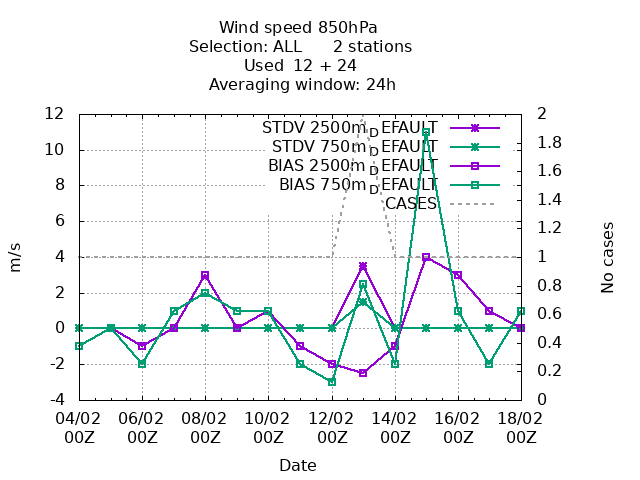 Wind speed 850hPa
Selection: ALL 2 stations
Used 12 + 24
Averaging window: 24h
12
10
8
6
4
2
0
-2
-4
m/s
2
1.8
1.6
1.4
1.2
1
0.8
0.6
0.4
0.2
0
No cases
STDV 2500m_DEFAULT
STDV 750m_DEFAULT
BIAS 2500m_DEFAULT
BIAS 750m_DEFAULT
CASES
04/02 06/02 08/02 10/02 12/02 14/02 16/02 18/02
00Z 00Z 00Z 00Z 00Z 00Z 00Z 00Z
Date